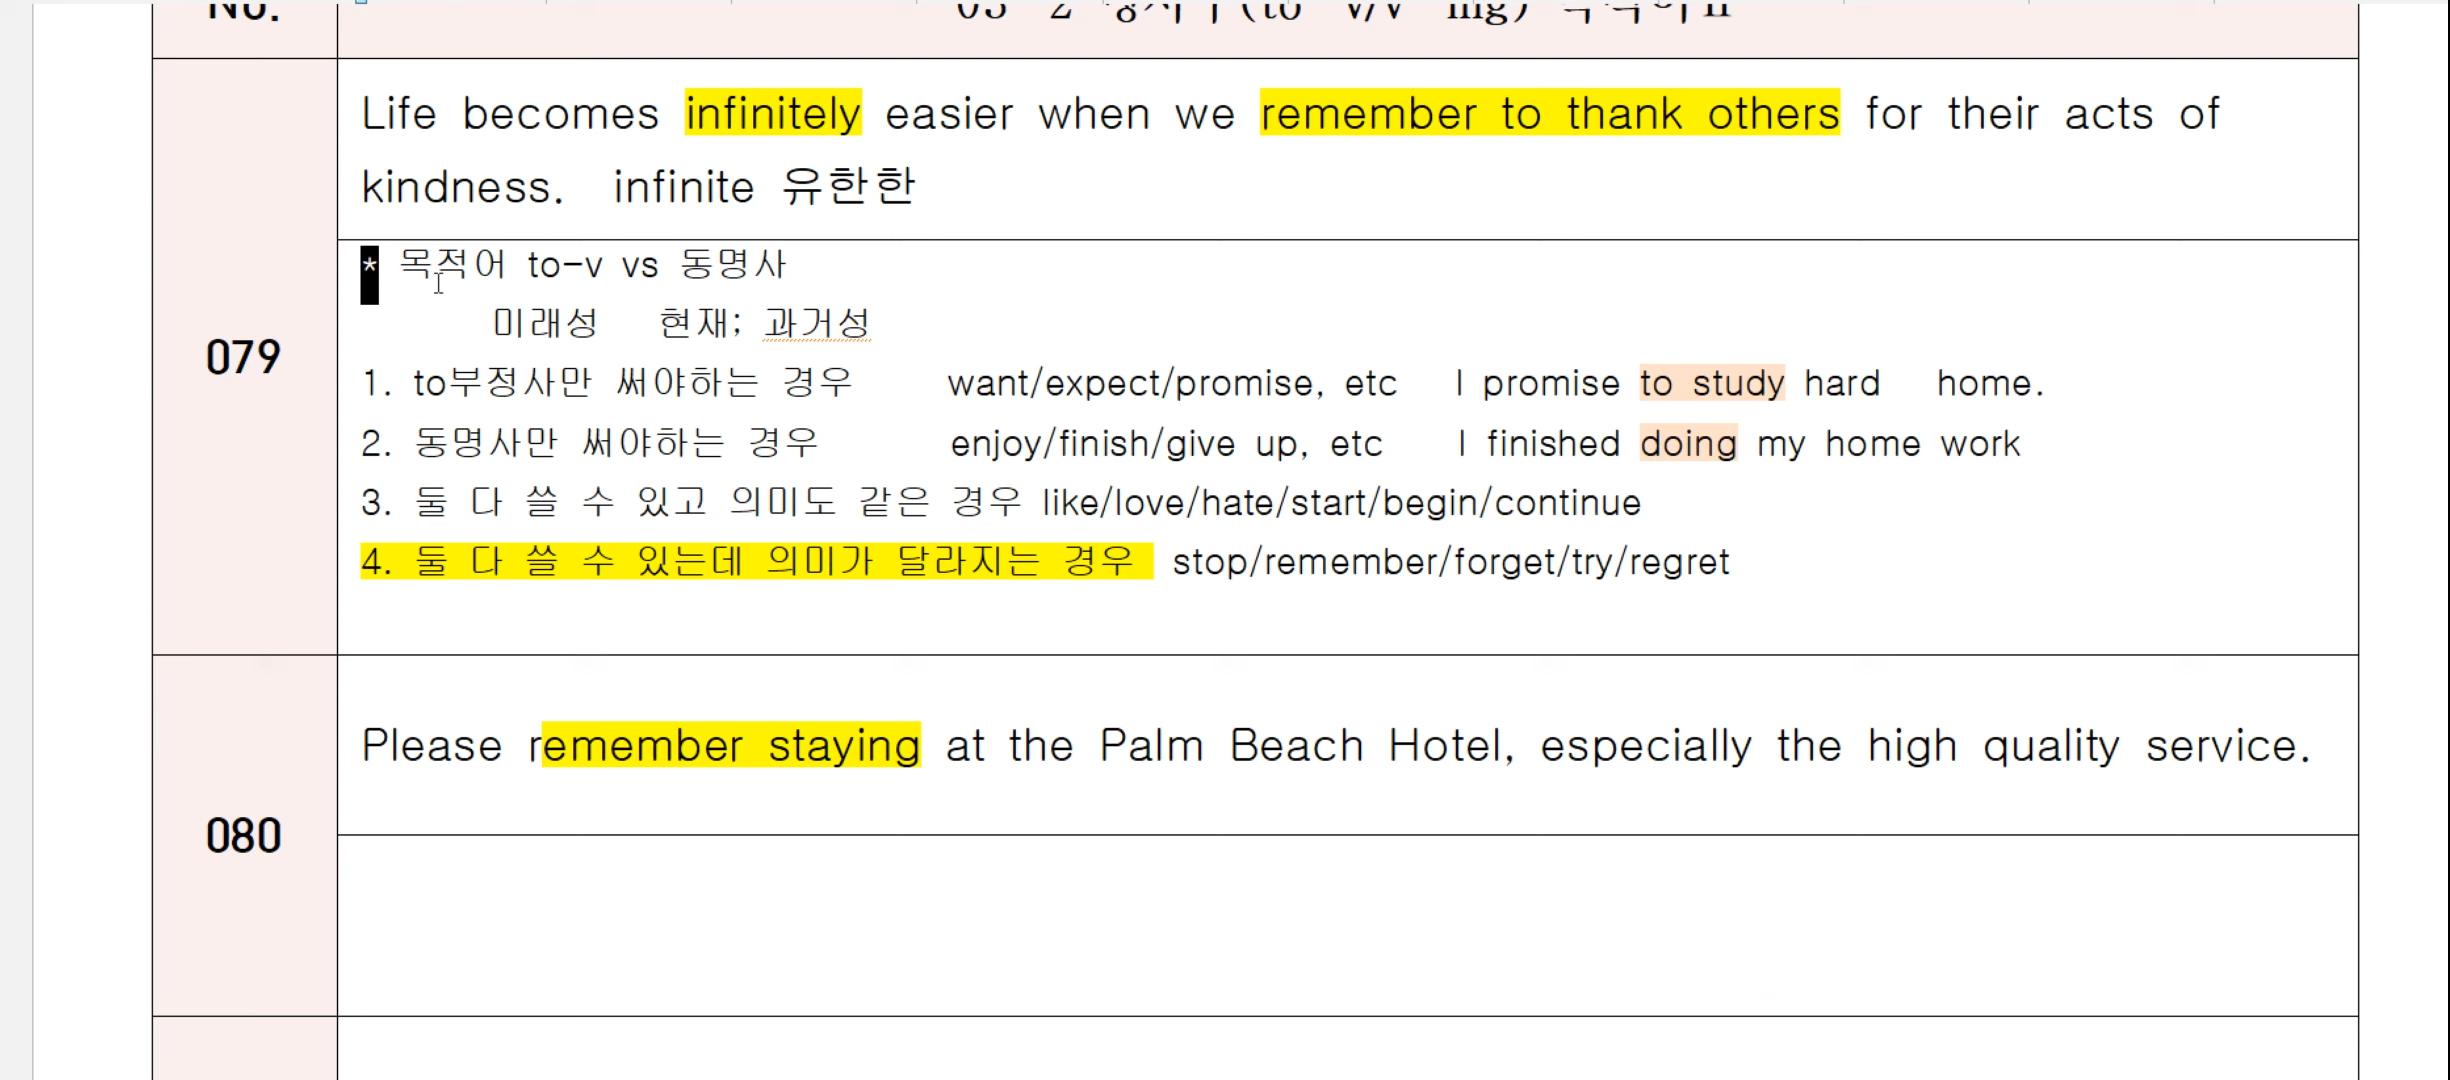 No.
Life becomes infinitely easier when we remember to thank others for their acts of
kindness. infinite 유한한
079
* 목적어 to-v vs 동명사
미래성 현재; 과거성
1. to부정사만 써야하는 경우 want/expect/promise, etc I promise to study hard home.
2. 동명사만 써야하는 경우 enjoy/finish/give up, etc I finished doing my home work
3. 둘 다 쓸 수 있고 의미도 같은 경우 like/love/hate/start/begin/continue
4. 둘 다 쓸 수 있는데 의미가 달라지는 경우 stop/remember/forget/try/regret
080
Please remember staying at the Palm Beach Hotel, especially the high quality service.